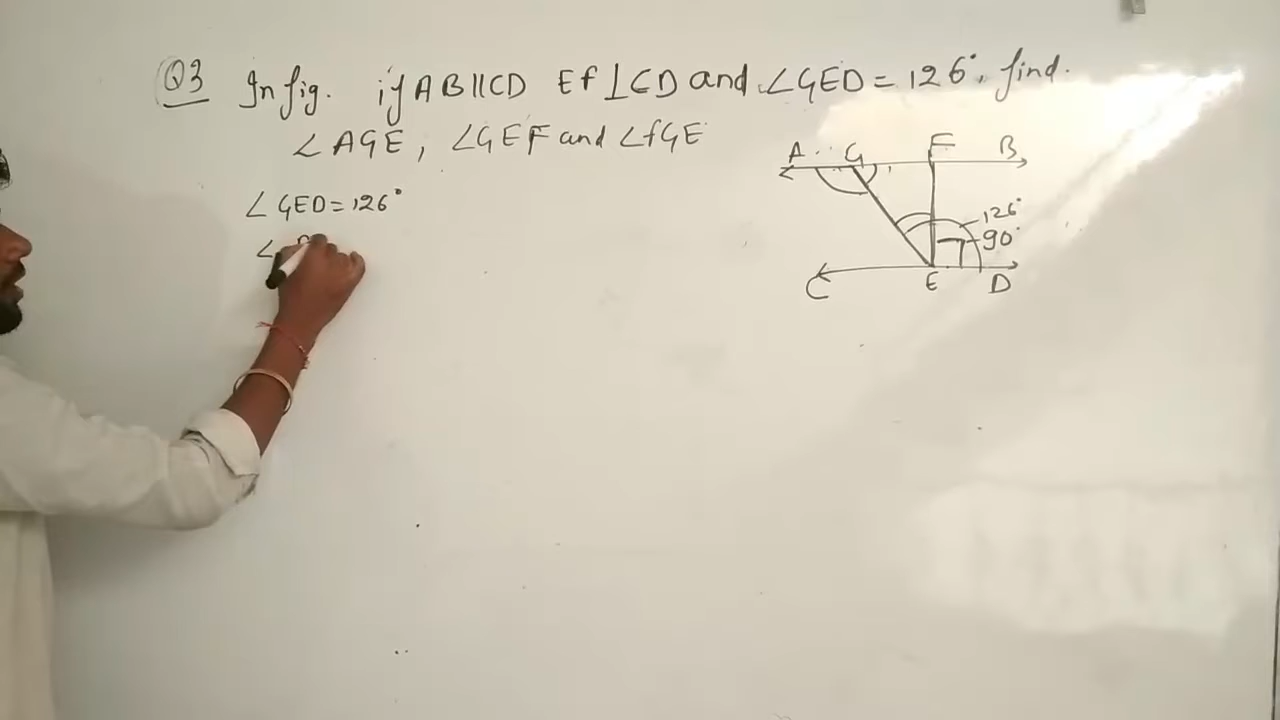 Q3 In fig. if AB||CD Ef⊥CD and ∠GED = 126°. find.
∠AGE, ∠GEF and ∠fGE
A G F B
∠GED = 126°
126°
90°
∠
C E D